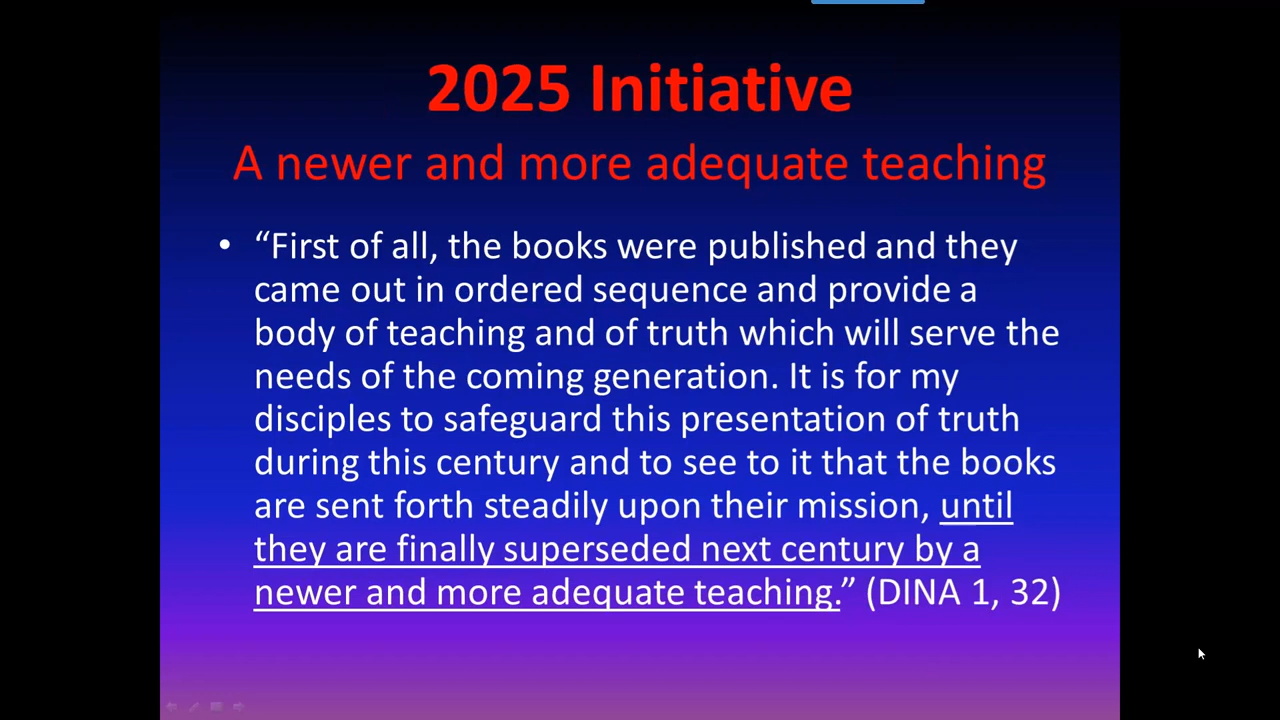 2025 Initiative
A newer and more adequate teaching
• “First of all, the books were published and they
came out in ordered sequence and provide a
body of teaching and of truth which will serve the
needs of the coming generation. It is for my
disciples to safeguard this presentation of truth
during this century and to see to it that the books
are sent forth steadily upon their mission, until
they are finally superseded next century by a
newer and more adequate teaching.” (DINA 1, 32)